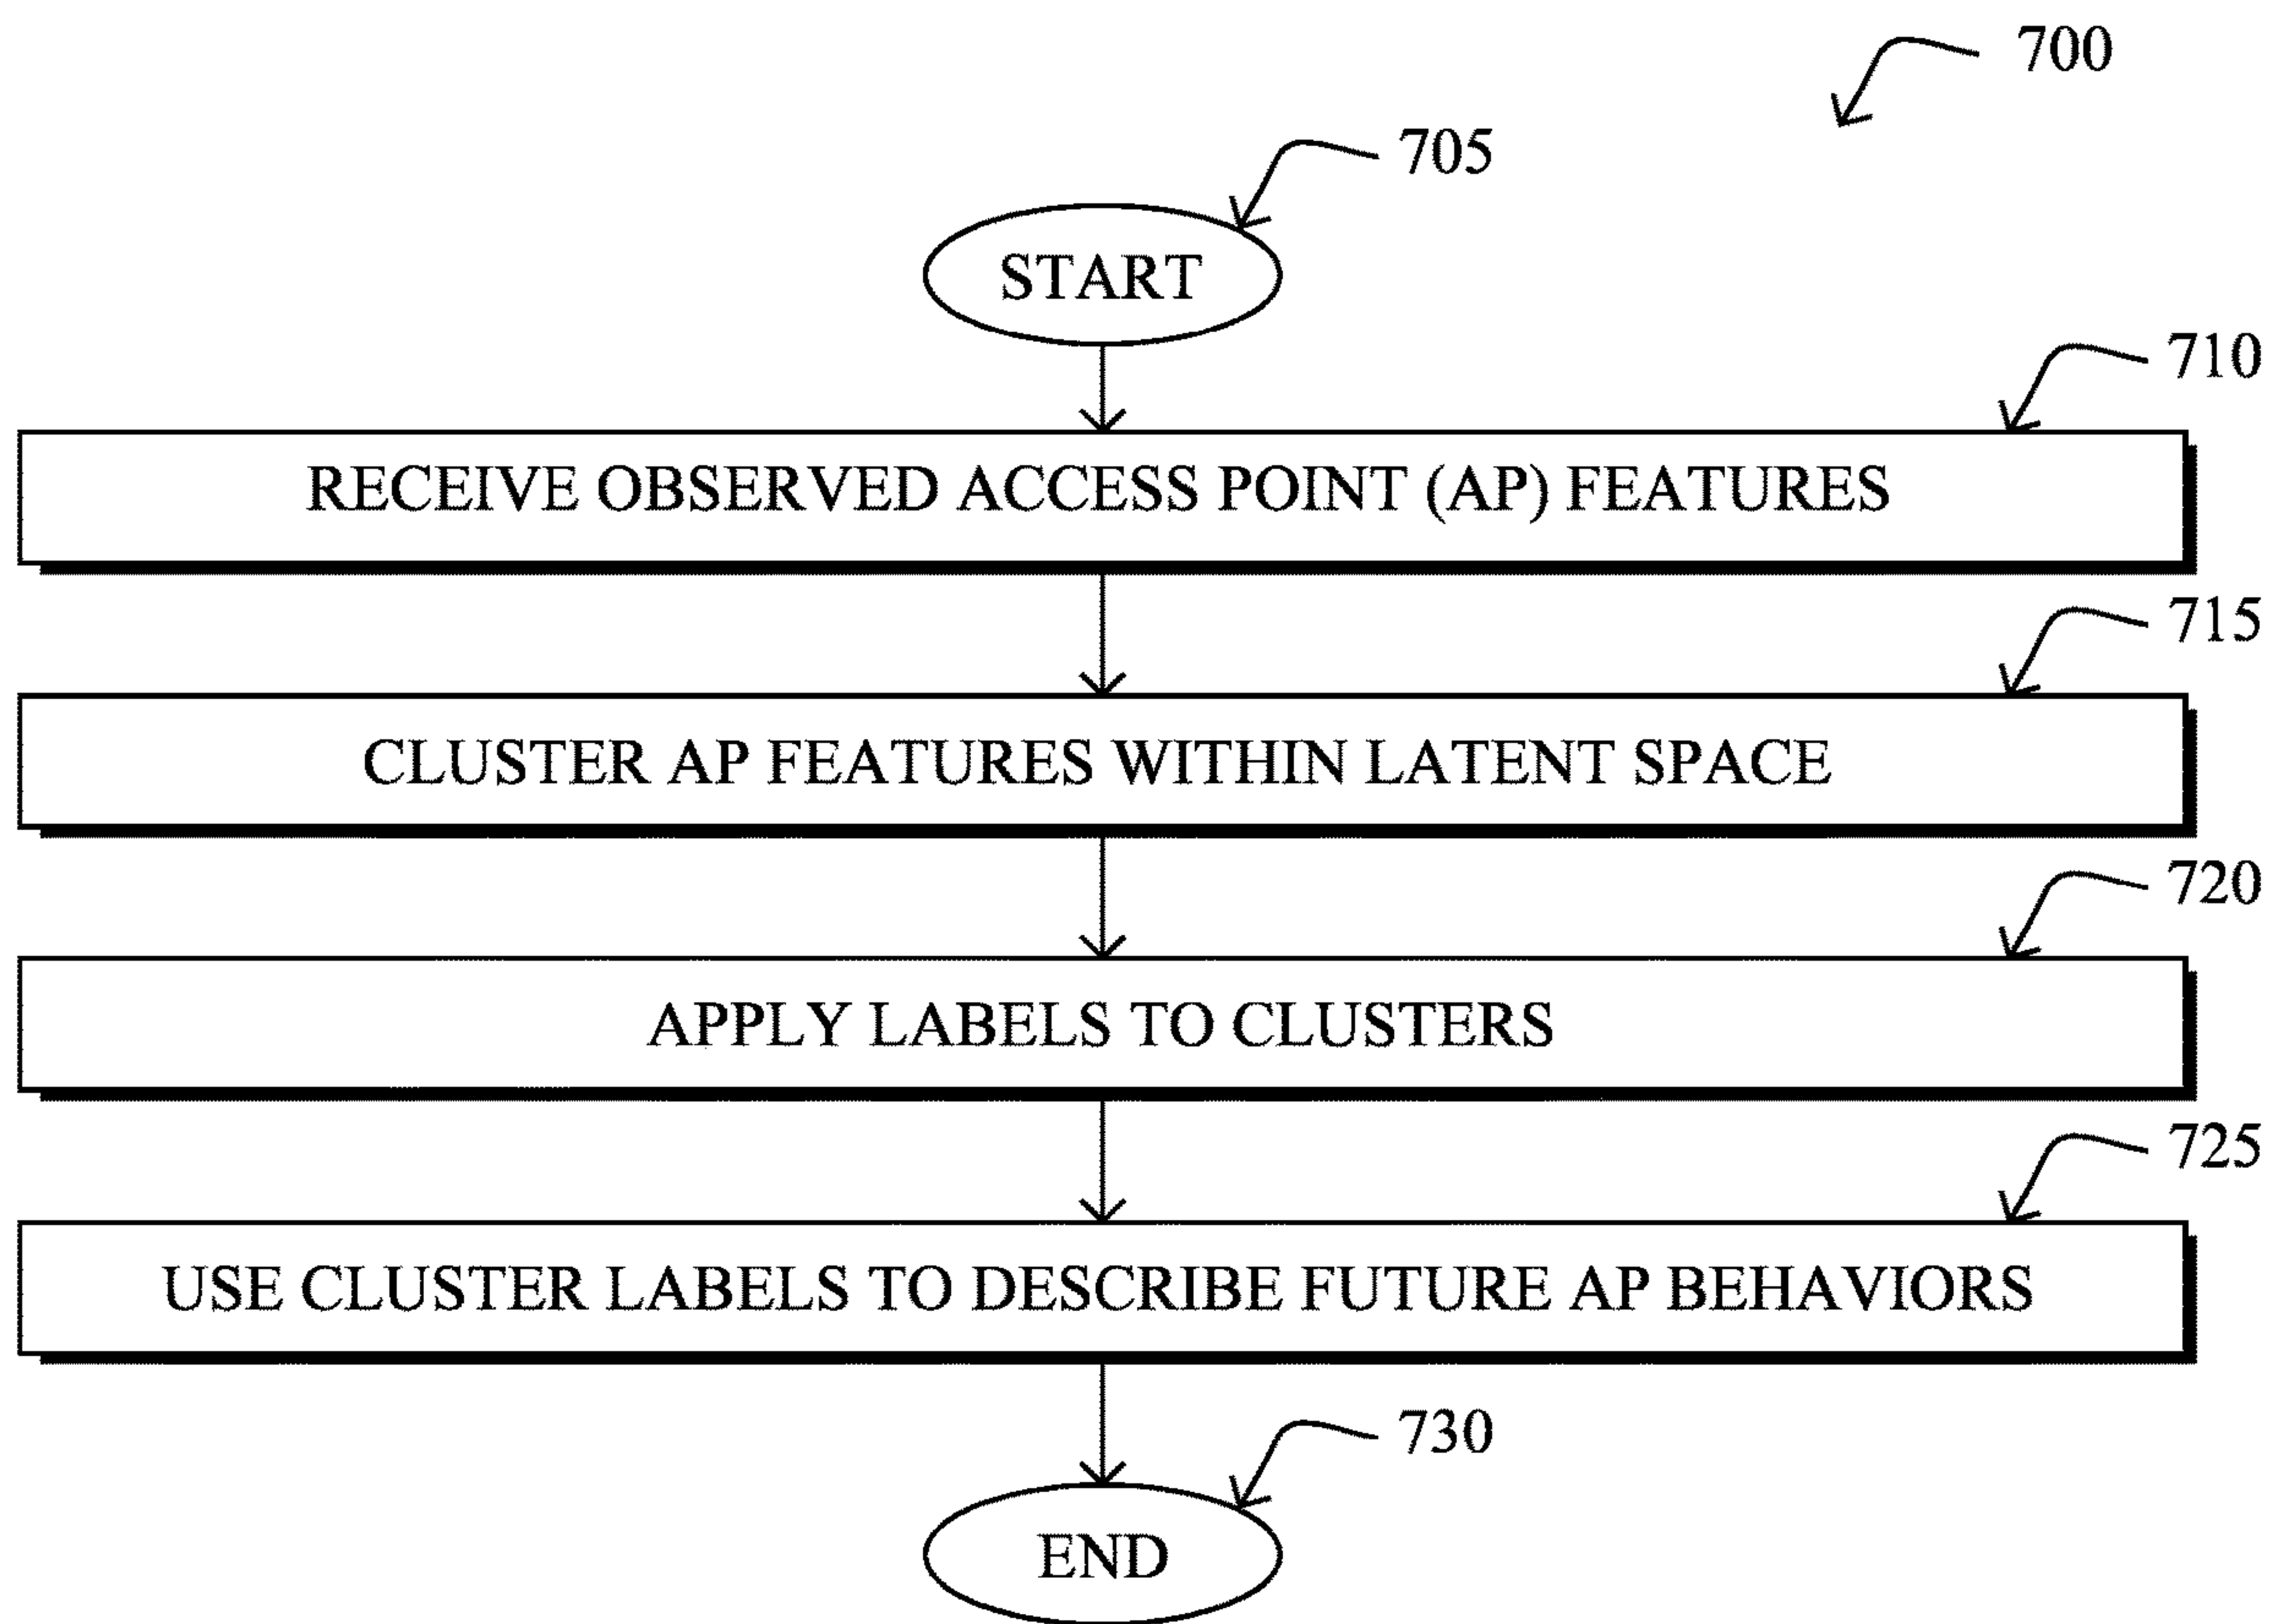 700
705
START
710
RECEIVE OBSERVED ACCESS POINT (AP) FEATURES
715
CLUSTER AP FEATURES WITHIN LATENT SPACE
720
APPLY LABELS TO CLUSTERS
725
USE CLUSTER LABELS TO DESCRIBE FUTURE AP BEHAVIORS
730
END